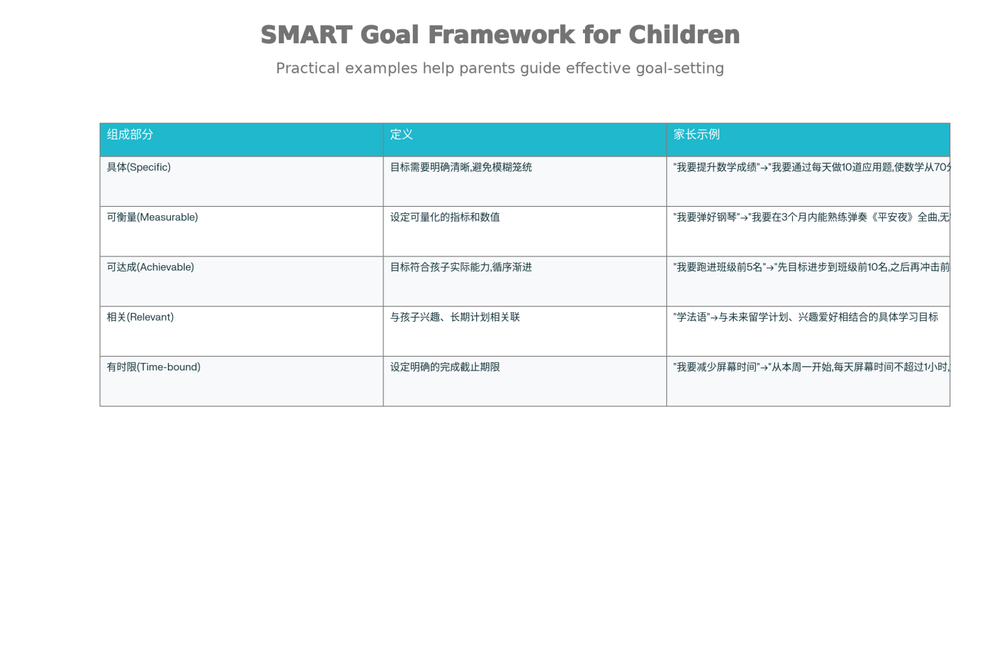 SMART Goal Framework for Children
Practical examples help parents guide effective goal-setting
组成部分 定义 家长示例
具体(Specific) 目标需要明确清晰,避免模糊笼统 "我要提升数学成绩"→"我要通过每天做10道应用题,使数学从70
可衡量(Measurable) 设定可量化的指标和数值 "我要弹好钢琴"→"我要在3个月内能熟练弹奏《平安夜》全曲,无
可达成(Achievable) 目标符合孩子实际能力,循序渐进 "我要跑进班级前5名"→"先目标进步到班级前10名,之后再冲击前
相关(Relevant) 与孩子兴趣、长期计划相关联 "学法语"→与未来留学计划、兴趣爱好相结合的具体学习目标
有时限(Time-bound) 设定明确的完成截止期限 "我要减少屏幕时间"→"从本周一开始,每天屏幕时间不超过1小时,